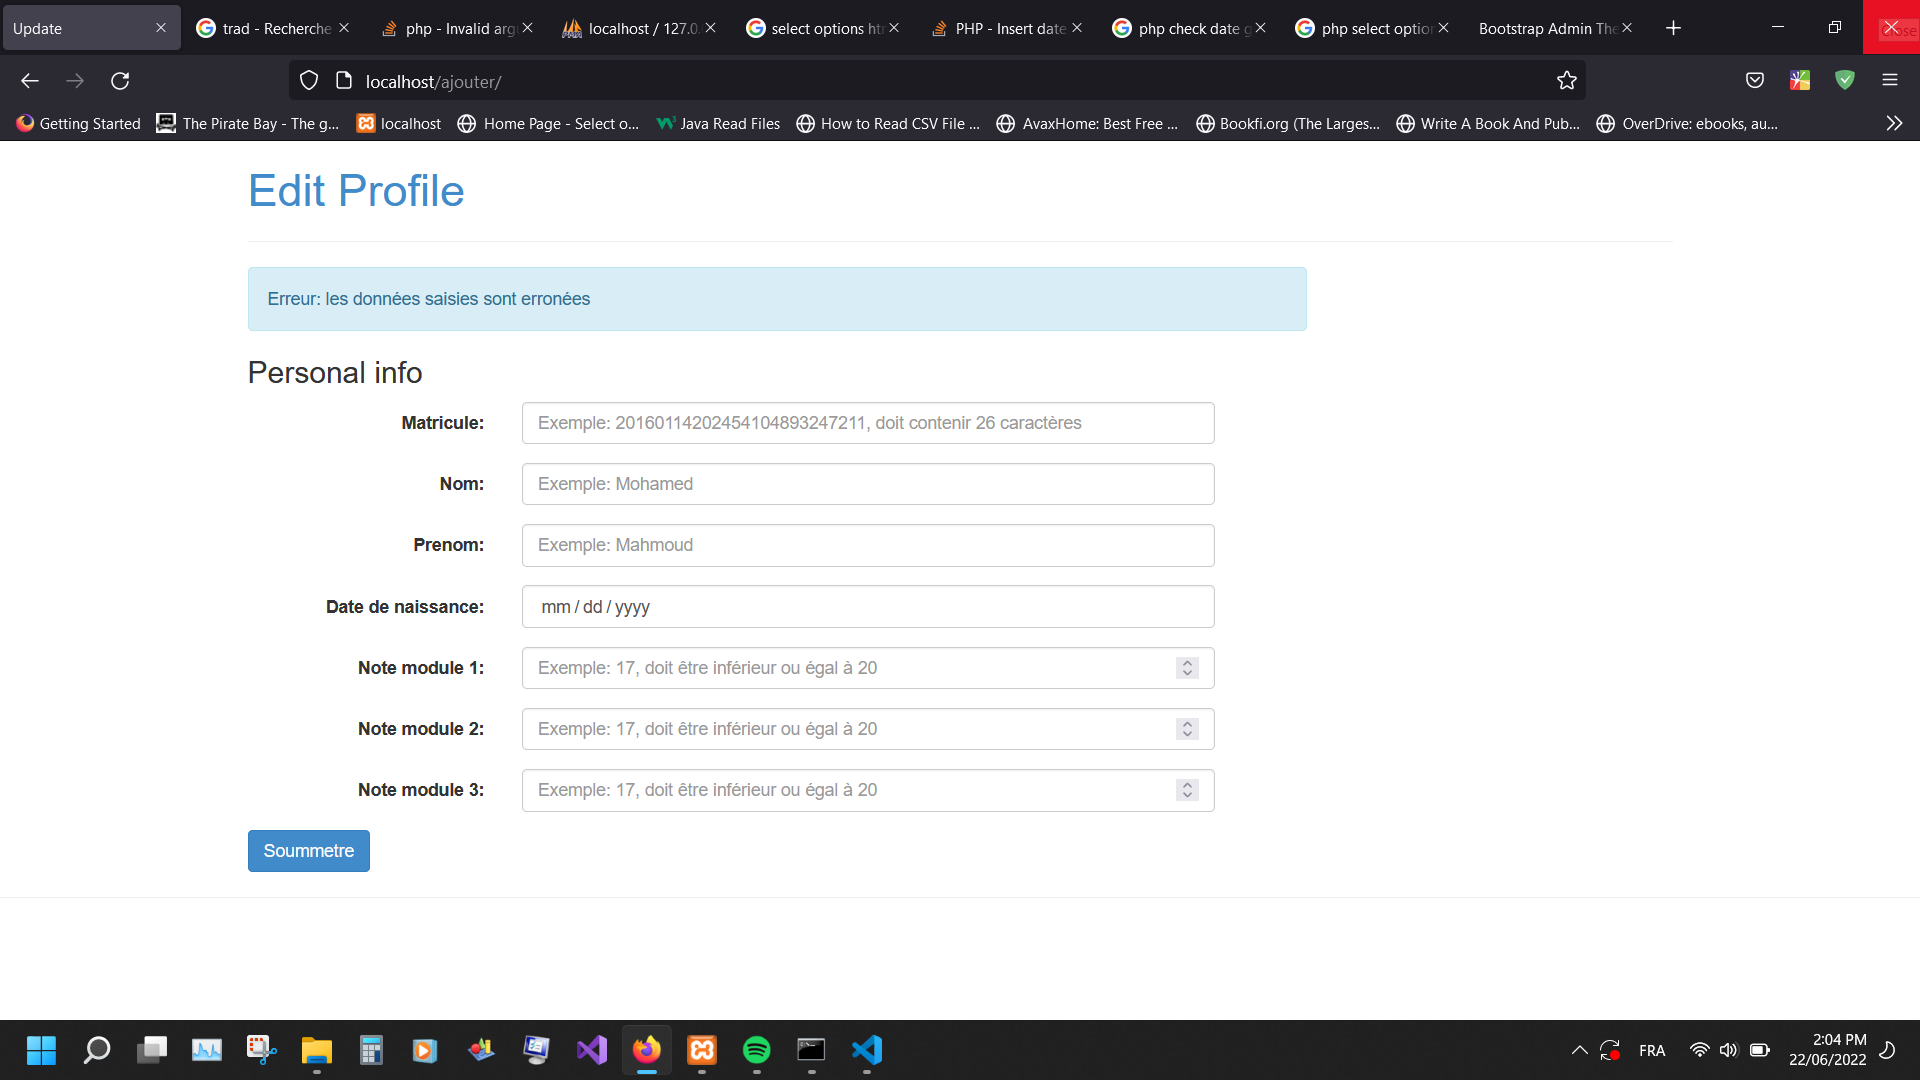 Update
trad - Recherche
php - Invalid arg
localhost / 127.0.
select options ht
PHP - Insert date
php check date g
php select option
Bootstrap Admin The
Close
localhost/ajouter/
Getting Started
The Pirate Bay - The g...
localhost
Home Page - Select o...
Java Read Files
How to Read CSV File ...
AvaxHome: Best Free ...
Bookfi.org (The Larges...
Write A Book And Pub...
OverDrive: ebooks, au...
Edit Profile
Erreur: les données saisies sont erronées
Personal info
Matricule: Exemple: 20160114202454104893247211, doit contenir 26 caractères
Nom: Exemple: Mohamed
Prenom: Exemple: Mahmoud
Date de naissance: mm / dd / yyyy
Note module 1: Exemple: 17, doit être inférieur ou égal à 20
Note module 2: Exemple: 17, doit être inférieur ou égal à 20
Note module 3: Exemple: 17, doit être inférieur ou égal à 20
Soummetre
FRA
2:04 PM
22/06/2022